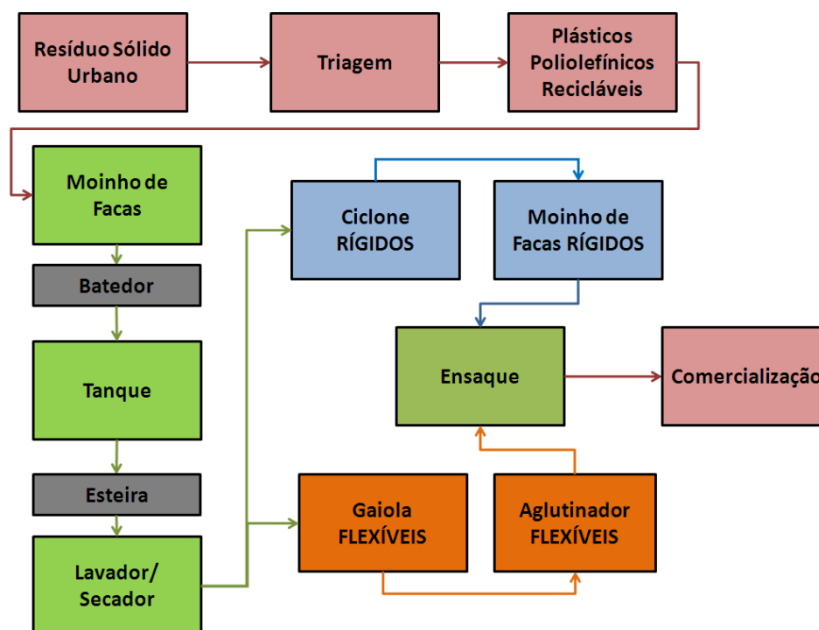 Resíduo Sólido
Urbano
Triagem
Plásticos
Poliolefínicos
Recicláveis
Moinho de
Facas
Batedor
Tanque
Esteira
Lavador/
Secador
Ciclone
RÍGIDOS
Moinho de
Facas RÍGIDOS
Ensaque
Comercialização
Gaiola
FLEXÍVEIS
Aglutinador
FLEXÍVEIS